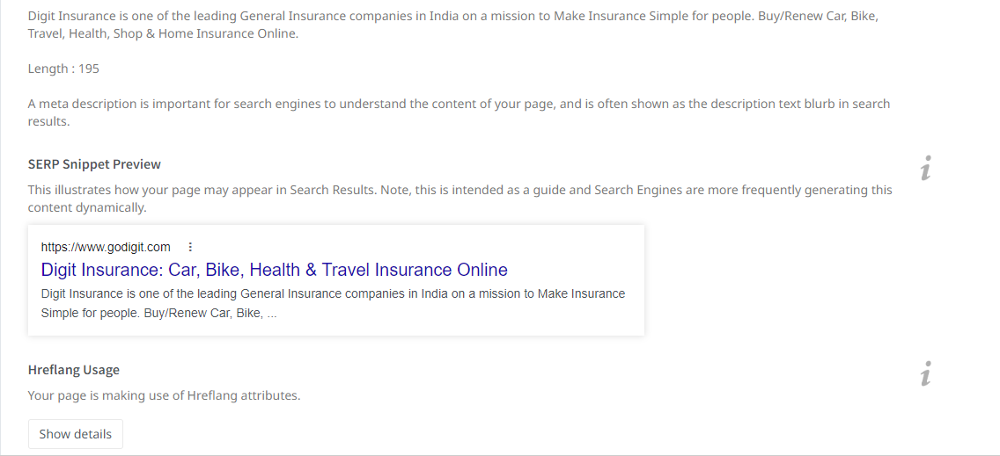 Digit Insurance is one of the leading General Insurance companies in India on a mission to Make Insurance Simple for people. Buy/Renew Car, Bike,
Travel, Health, Shop & Home Insurance Online.
Length : 195
A meta description is important for search engines to understand the content of your page, and is often shown as the description text blurb in search
results.
SERP Snippet Preview
This illustrates how your page may appear in Search Results. Note, this is intended as a guide and Search Engines are more frequently generating this
content dynamically.
https://www.godigit.com
Digit Insurance: Car, Bike, Health & Travel Insurance Online
Digit Insurance is one of the leading General Insurance companies in India on a mission to Make Insurance
Simple for people. Buy/Renew Car, Bike, ...
Hreflang Usage
Your page is making use of Hreflang attributes.
Show details